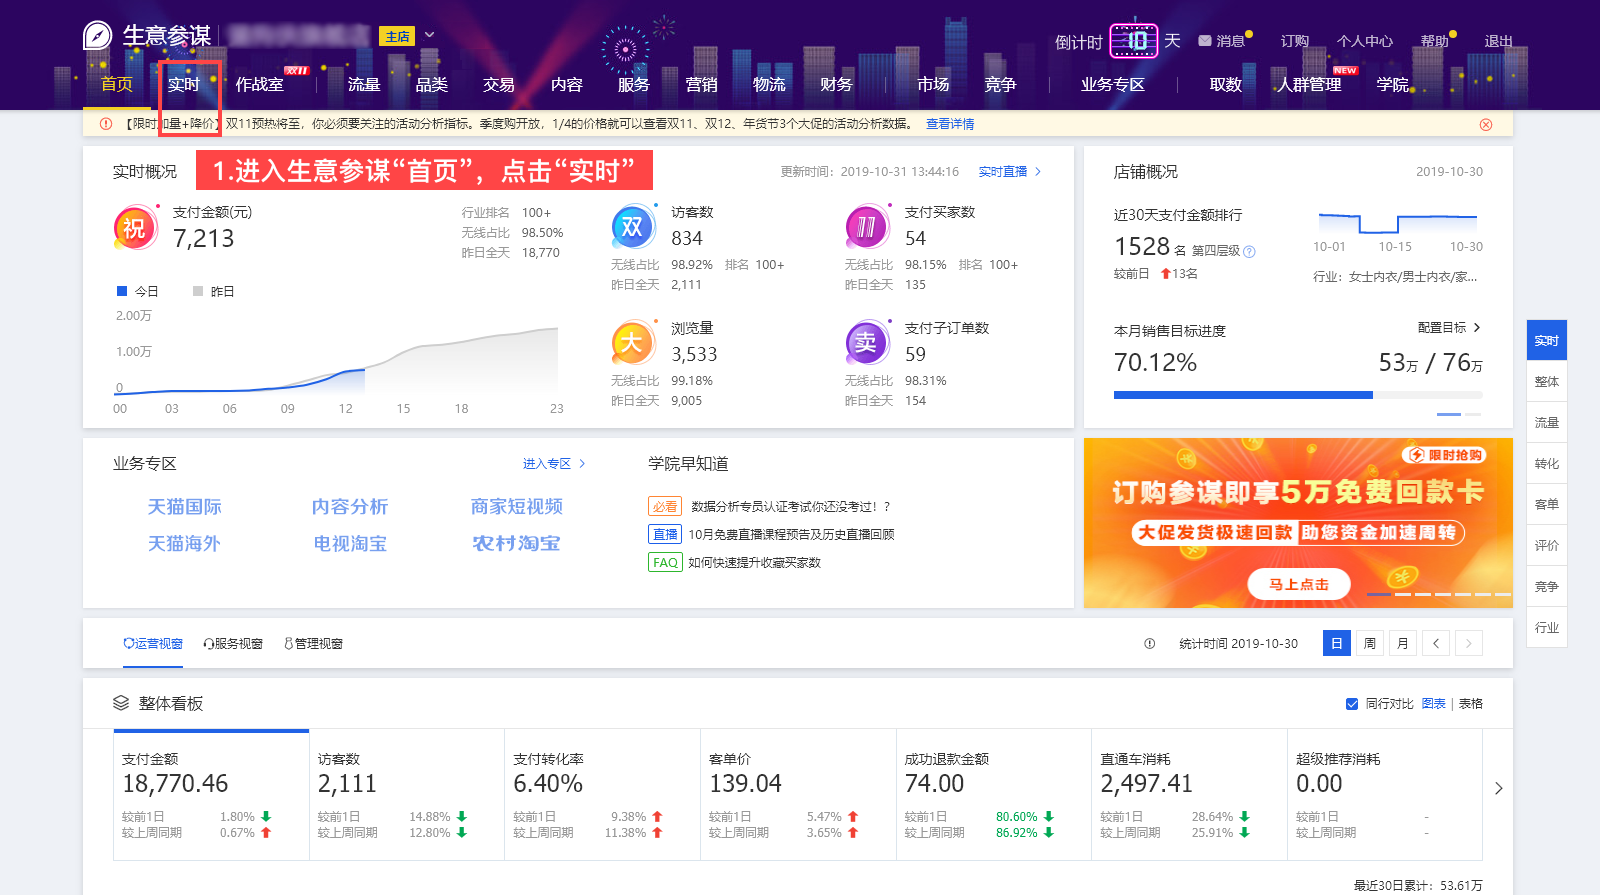 生意参谋
主店
倒计时 10 天
消息 订购 个人中心 帮助 退出
首页 实时 作战室 双11 流量 品类 交易 内容 服务 营销 物流 财务 市场 竞争 业务专区 取数 人群管理 NEW 学院
【限时加量+降价】双11预热将至，你必须要关注的活动分析指标。季度购开放，1/4的价格就可以查看双11、双12、年货节3个大促的活动分析数据。 查看详情
实时概况
1.进入生意参谋“首页”，点击“实时”
更新时间：2019-10-31 13:44:16 实时直播
祝
支付金额(元)
7,213
行业排名 100+
无线占比 98.50%
昨日全天 18,770
今日 昨日
2.00万
1.00万
0
00 03 06 09 12 15 18 23
双
访客数
834
无线占比 98.92% 排名 100+
昨日全天 2,111
11
支付买家数
54
无线占比 98.15% 排名 100+
昨日全天 135
大
浏览量
3,533
无线占比 99.18%
昨日全天 9,005
卖
支付子订单数
59
无线占比 98.31%
昨日全天 154
店铺概况 2019-10-30
近30天支付金额排行
1528 名 第四层级 ?
较前日 13名
10-01 10-15 10-30
行业：女士内衣/男士内衣/家...
本月销售目标进度 配置目标
70.12% 53万 / 76万
实时
整体
流量
转化
客单
评价
竞争
行业
业务专区 进入专区
天猫国际 内容分析 商家短视频
天猫海外 电视淘宝 农村淘宝
学院早知道
必看 数据分析专员认证考试你还没考过！？
直播 10月免费直播课程预告及历史直播回顾
FAQ 如何快速提升收藏买家数
限时抢购
订购参谋即享5万免费回款卡
大促发货极速回款 助您资金加速周转
马上点击
运营视窗 服务视窗 管理视窗
统计时间 2019-10-30 日 周 月
整体看板
同行对比 图表 | 表格
支付金额
18,770.46
较前1日 1.80%
较上周同期 0.67%
访客数
2,111
较前1日 14.88%
较上周同期 12.80%
支付转化率
6.40%
较前1日 9.38%
较上周同期 11.38%
客单价
139.04
较前1日 5.47%
较上周同期 3.65%
成功退款金额
74.00
较前1日 80.60%
较上周同期 86.92%
直通车消耗
2,497.41
较前1日 28.64%
较上周同期 25.91%
超级推荐消耗
0.00
较前1日 -
较上周同期 -
最近30日累计：53.61万